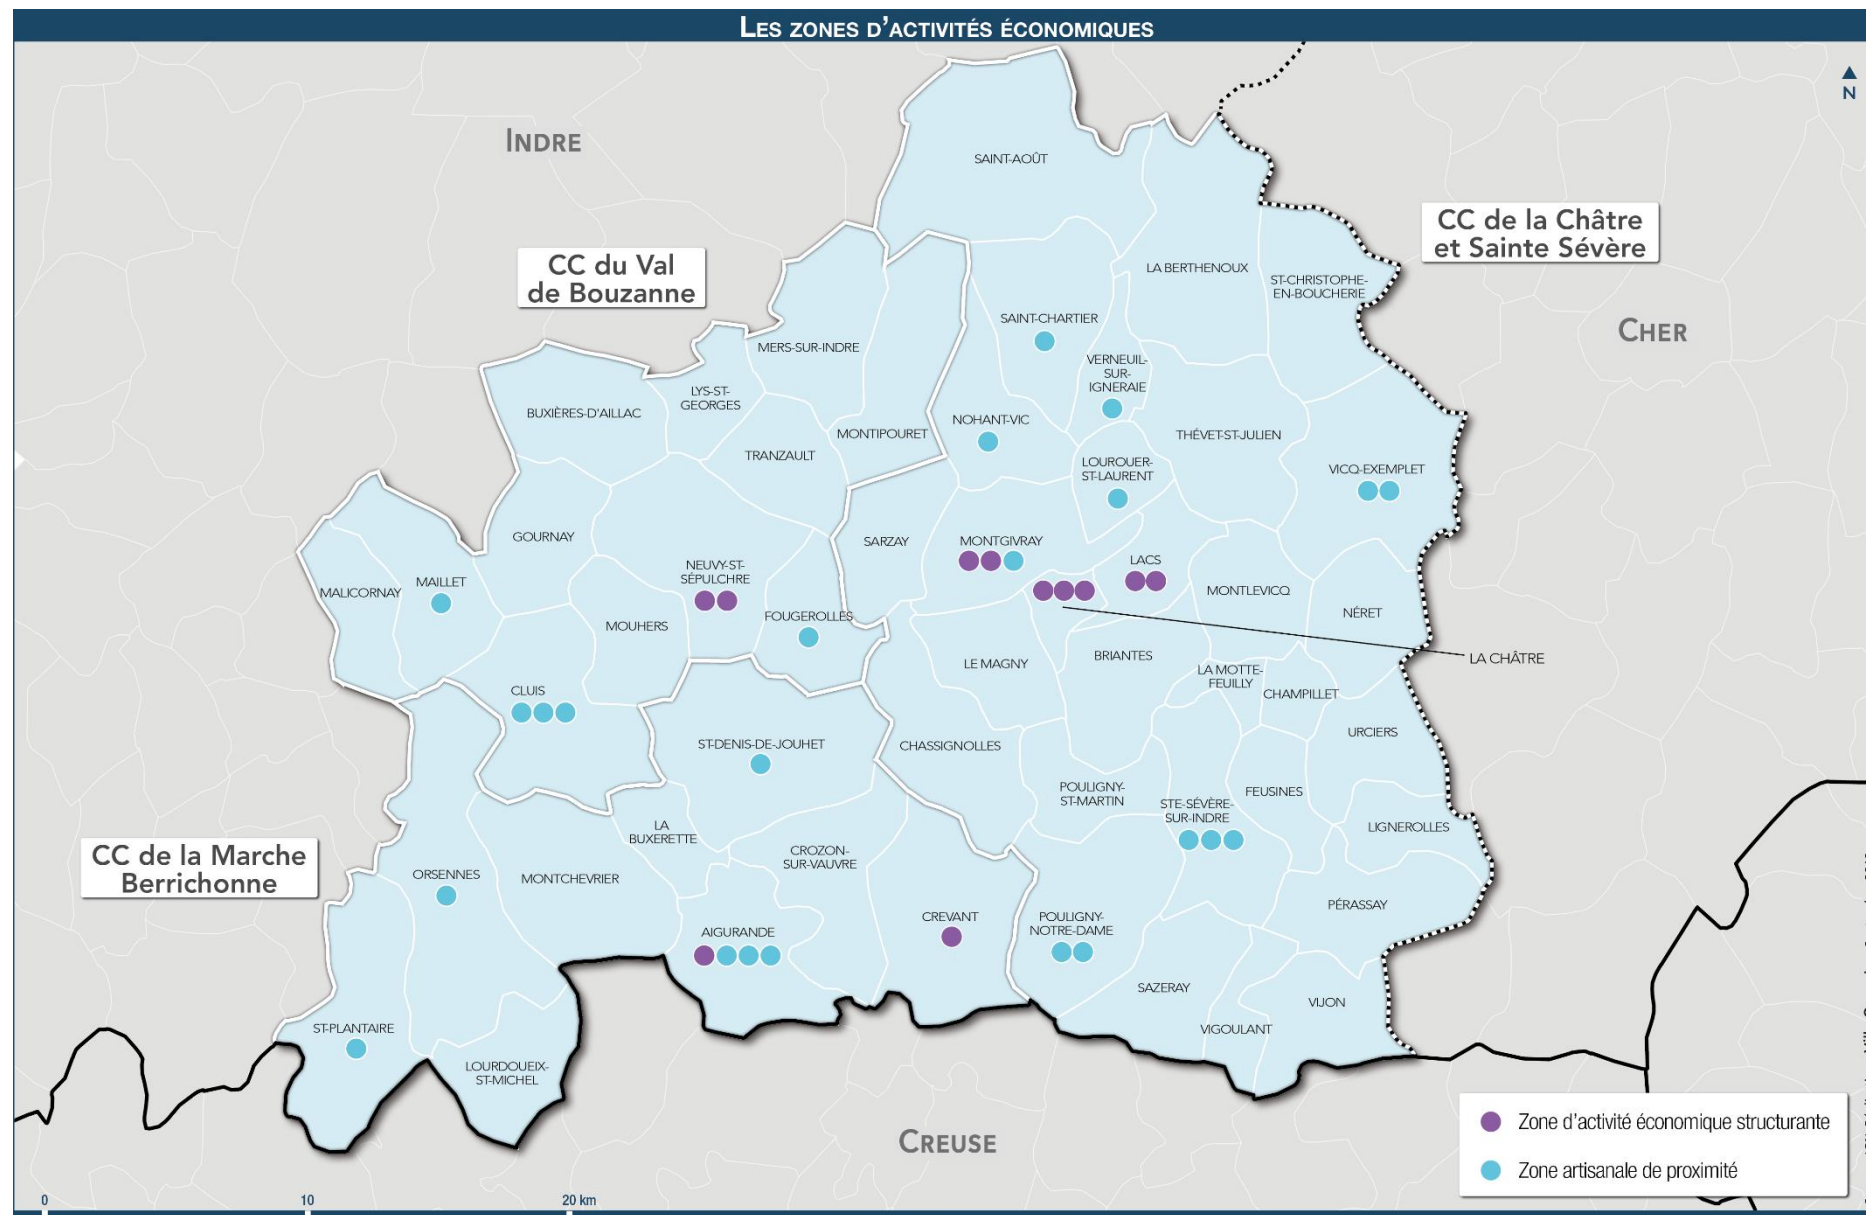 LES ZONES D'ACTIVITÉS ÉCONOMIQUES
N
INDRE
SAINT-AOÛT
CC de la Châtre
et Sainte Sévère
CC du Val
de Bouzanne
LA BERTHENOUX
ST-CHRISTOPHE-
EN-BOUCHERIE
CHER
SAINT-CHARTIER
MERS-SUR-INDRE
VERNEUIL-
SUR-
IGNERAIE
LYS-ST-
GEORGES
BUXIÈRES-D'AILLAC
NOHANT-VIC
MONTIPOURET
THÉVET-ST-JULIEN
TRANZAULT
LOUROUER-
ST-LAURENT
VICQ-EXEMPLET
GOURNAY
SARZAY
MONTGIVRAY
LACS
NEUVY-ST-
SÉPULCHRE
MAILLET
MALICORNAY
MONTLEVICQ
NÉRET
FOUGEROLLES
MOUHERS
LE MAGNY
BRIANTES
LA CHÂTRE
LA MOTTE-
FEUILLY
CHAMPILLET
CLUIS
URCIERS
ST-DENIS-DE-JOUHET
CHASSIGNOLLES
POULIGNY-
ST-MARTIN
FEUSINES
STE-SÉVÈRE-
SUR-INDRE
LIGNEROLLES
LA
BUXERETTE
CC de la Marche
Berrichonne
CROZON-
SUR-VAUVRE
ORSENNES
MONTCHEVRIER
PÉRASSAY
CREVANT
POULIGNY-
NOTRE-DAME
AIGURANDE
SAZERAY
VIJON
ST-PLANTAIRE
VIGOULANT
LOURDOUEIX-
ST-MICHEL
CREUSE
Zone d'activité économique structurante
Zone artisanale de proximité
0 10 20 km